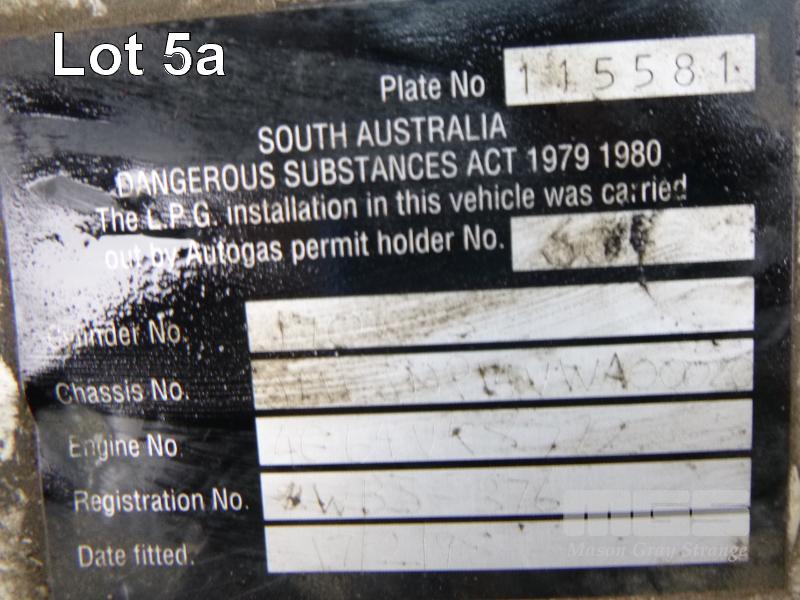 Lot 5a
Plate No 115581
SOUTH AUSTRALIA
DANGEROUS SUBSTANCES ACT 1979 1980
The L.P.G. installation in this vehicle was carried
out by Autogas permit holder No.
Cylinder No.
Chassis No.
Engine No.
Registration No.
Date fitted.
MGS
Mason Gray Strange